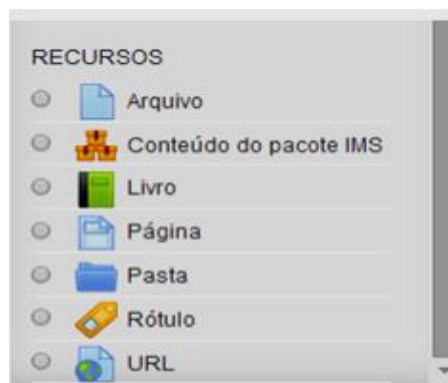 RECURSOS
Arquivo
Conteúdo do pacote IMS
Livro
Página
Pasta
Rótulo
URL